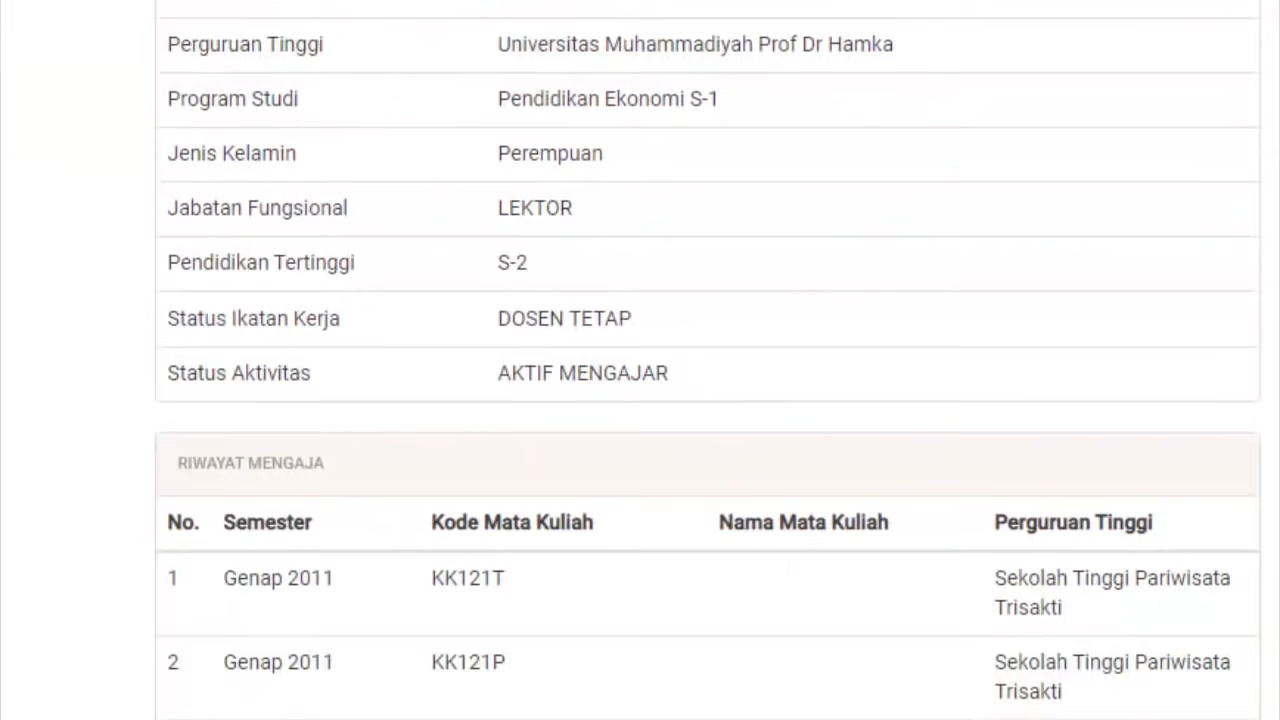 Perguruan Tinggi Universitas Muhammadiyah Prof Dr Hamka
Program Studi Pendidikan Ekonomi S-1
Jenis Kelamin Perempuan
Jabatan Fungsional LEKTOR
Pendidikan Tertinggi S-2
Status Ikatan Kerja DOSEN TETAP
Status Aktivitas AKTIF MENGAJAR
RIWAYAT MENGAJA
No. Semester Kode Mata Kuliah Nama Mata Kuliah Perguruan Tinggi
1 Genap 2011 KK121T Sekolah Tinggi Pariwisata
Trisakti
2 Genap 2011 KK121P Sekolah Tinggi Pariwisata
Trisakti